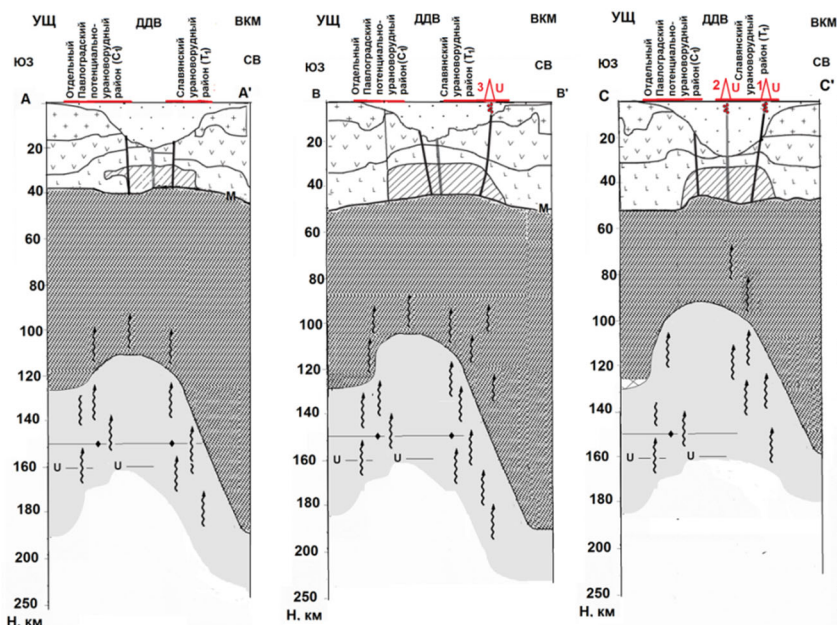 УЩ ДДВ ВКМ
ЮЗ СВ
Отдельный
Павлоградский
потенциально-
урановорудный
район (C₁)
Славянский
урановорудный
район (T₁)
A A'
20
40
60
80
100
120
140
160
180
200
250
Н. км
M
U U
УЩ ДДВ ВКМ
ЮЗ СВ
Отдельный
Павлоградский
потенциально-
урановорудный
район(C₁)
Славянский
урановорудный
район (T₁)
3 U
B B'
20
40
60
80
100
120
140
160
180
200
250
Н. км
M
U U
УЩ ДДВ ВКМ
ЮЗ СВ
Отдельный
Павлоградский
потенциально-
урановорудный
район(C₁)
Славянский
урановорудный
район (T₁)
2 U 1 U
C C'
20
40
60
80
100
120
140
160
180
200
250
Н. км
U U